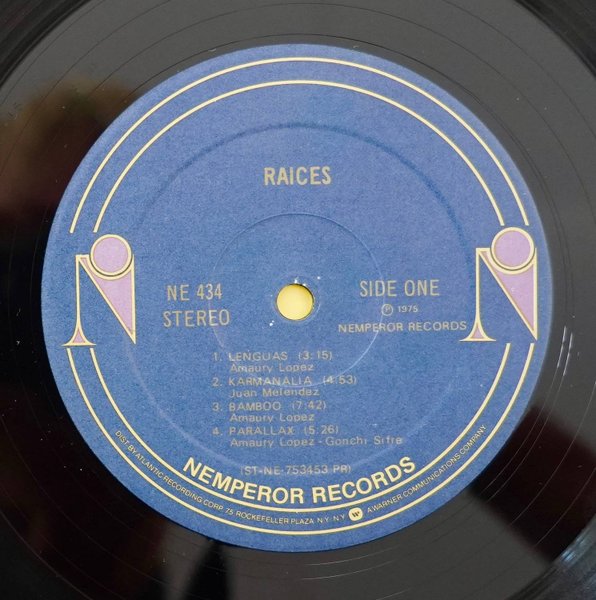 RAICES
NE 434
STEREO
SIDE ONE
℗ 1975
NEMPEROR RECORDS
1. LENGUAS (3:15)
Amaury Lopez
2. KARMANALIA (4:53)
Juan Melendez
3. BAMBOO (7:42)
Amaury Lopez
4. PARALLAX (5:26)
Amaury Lopez - Gonchi Sifre
(ST-NE-753453 PR)
NEMPEROR RECORDS
DIST. BY ATLANTIC RECORDING CORP. 75 ROCKEFELLER PLAZA N.Y. N.Y. A WARNER COMMUNICATIONS COMPANY